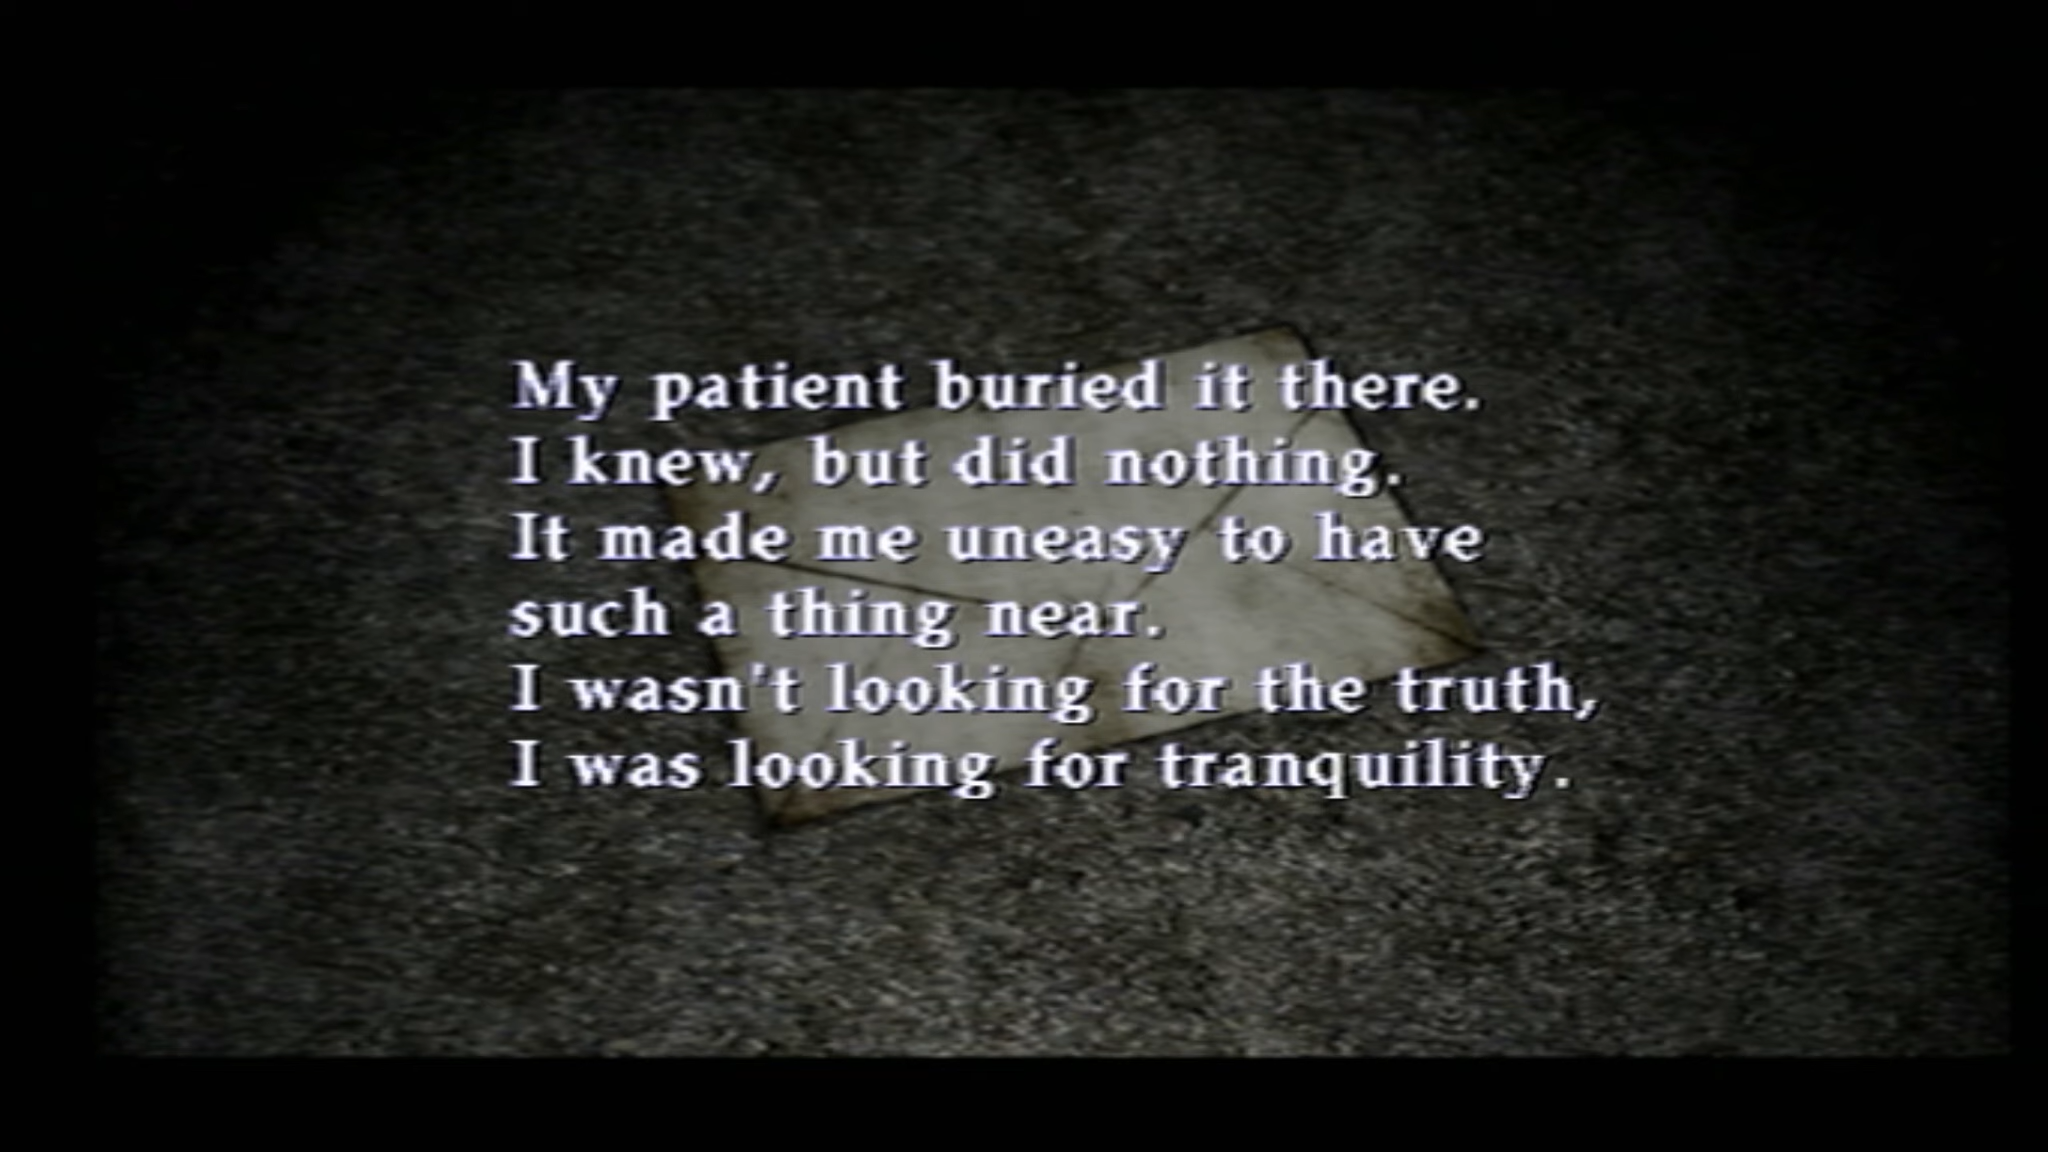 My patient buried it there.
I knew, but did nothing.
It made me uneasy to have
such a thing near.
I wasn't looking for the truth,
I was looking for tranquility.